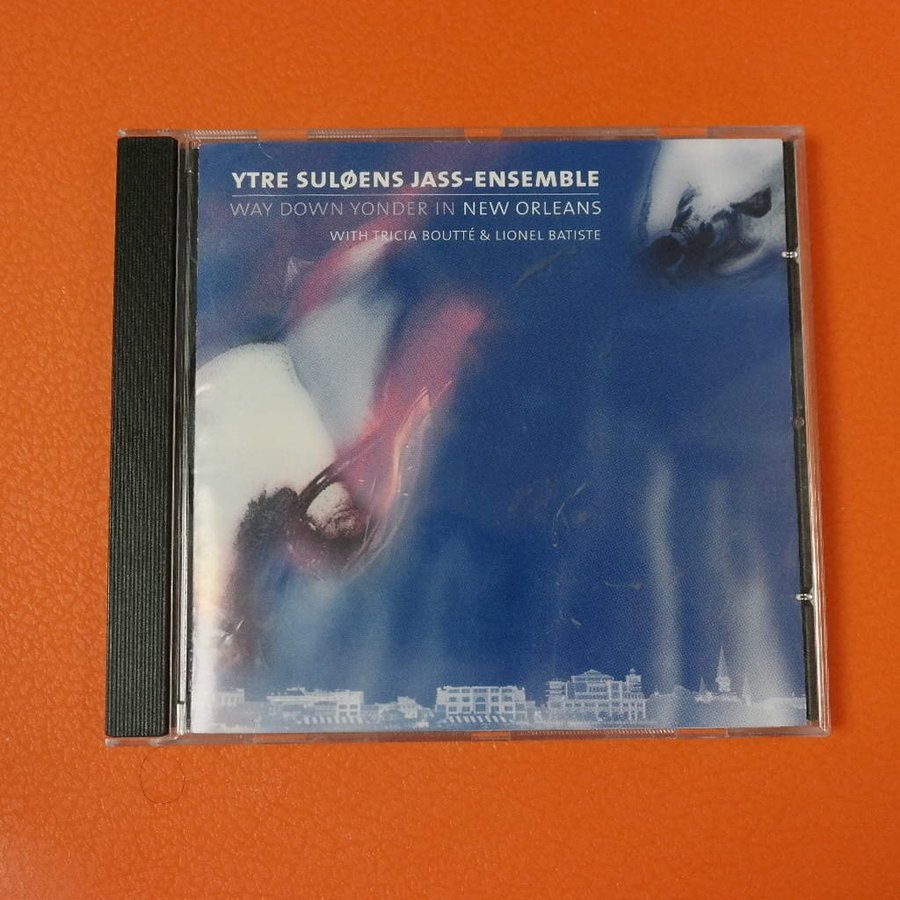 YTRE SULØENS JASS-ENSEMBLE
WAY DOWN YONDER IN NEW ORLEANS
WITH TRICIA BOUTTÉ & LIONEL BATISTE